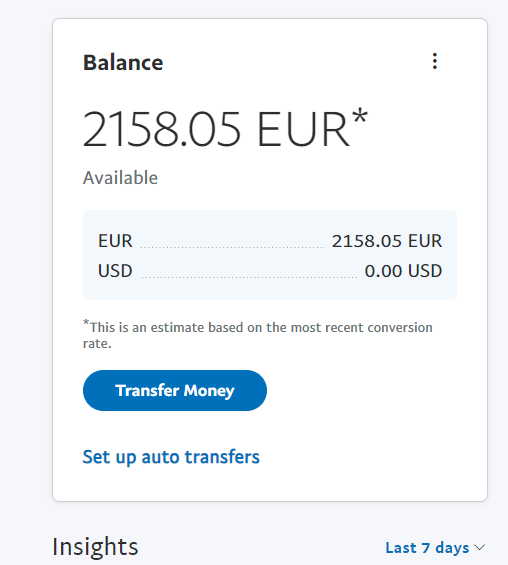 Balance
2158.05 EUR*
Available
EUR 2158.05 EUR
USD 0.00 USD
*This is an estimate based on the most recent conversion
rate.
Transfer Money
Set up auto transfers
Insights
Last 7 days